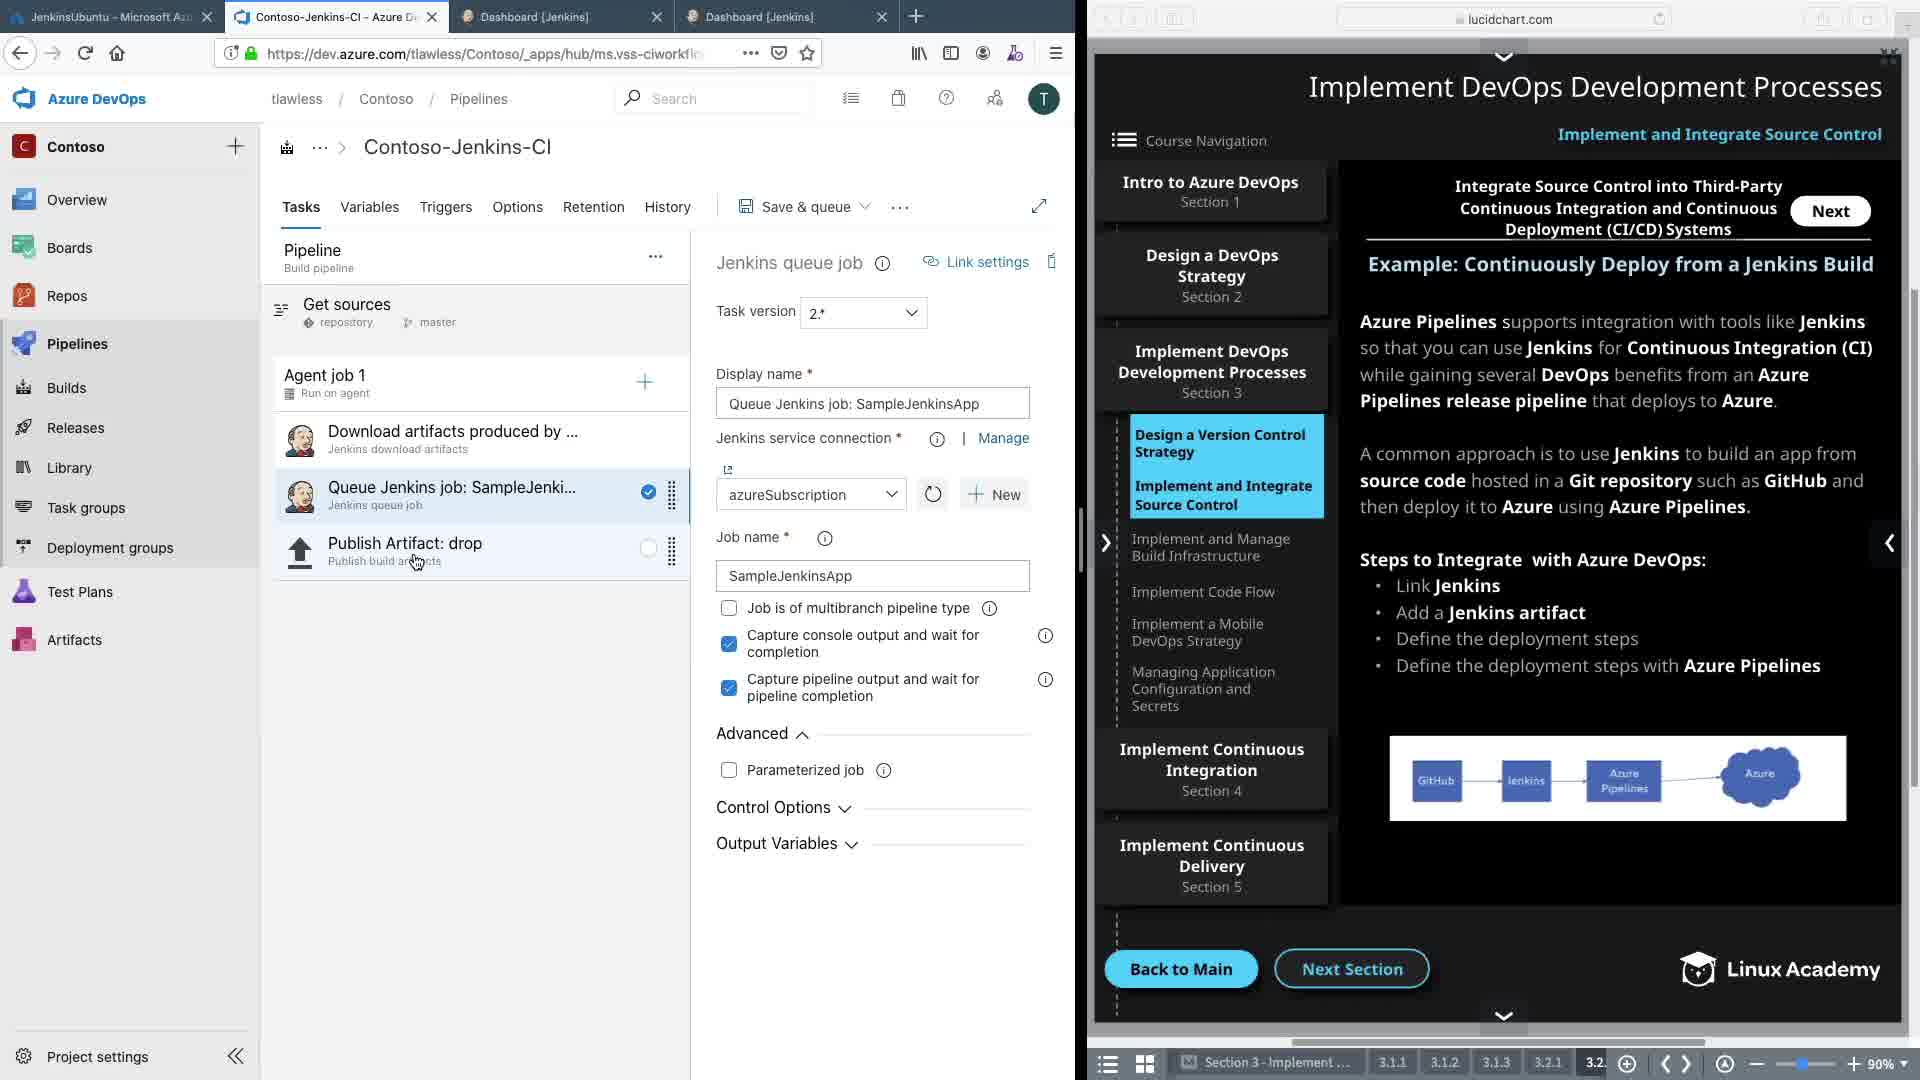 JenkinsUbuntu - Microsoft Az
Contoso-Jenkins-CI - Azure De
Dashboard [Jenkins]
Dashboard [Jenkins]
https://dev.azure.com/tlawless/Contoso/_apps/hub/ms.vss-ciworkfl
Azure DevOps
tlawless / Contoso / Pipelines
Search
T
C
Contoso
Overview
Boards
Repos
Pipelines
Builds
Releases
Library
Task groups
Deployment groups
Test Plans
Artifacts
Project settings
Contoso-Jenkins-CI
Tasks
Variables
Triggers
Options
Retention
History
Save & queue
Pipeline
Build pipeline
Get sources
repository
master
Agent job 1
Run on agent
Download artifacts produced by ...
Jenkins download artifacts
Queue Jenkins job: SampleJenki...
Jenkins queue job
Publish Artifact: drop
Publish build artifacts
Jenkins queue job
Link settings
Task version
2.*
Display name *
Queue Jenkins job: SampleJenkinsApp
Jenkins service connection *
| Manage
azureSubscription
New
Job name *
SampleJenkinsApp
Job is of multibranch pipeline type
Capture console output and wait for
completion
Capture pipeline output and wait for
pipeline completion
Advanced
Parameterized job
Control Options
Output Variables
lucidchart.com
Implement DevOps Development Processes
Course Navigation
Implement and Integrate Source Control
Intro to Azure DevOps
Section 1
Design a DevOps
Strategy
Section 2
Implement DevOps
Development Processes
Section 3
Design a Version Control
Strategy
Implement and Integrate
Source Control
Implement and Manage
Build Infrastructure
Implement Code Flow
Implement a Mobile
DevOps Strategy
Managing Application
Configuration and
Secrets
Implement Continuous
Integration
Section 4
Implement Continuous
Delivery
Section 5
Integrate Source Control into Third-Party
Continuous Integration and Continuous
Deployment (CI/CD) Systems
Next
Example: Continuously Deploy from a Jenkins Build
Azure Pipelines supports integration with tools like Jenkins
so that you can use Jenkins for Continuous Integration (CI)
while gaining several DevOps benefits from an Azure
Pipelines release pipeline that deploys to Azure.
A common approach is to use Jenkins to build an app from
source code hosted in a Git repository such as GitHub and
then deploy it to Azure using Azure Pipelines.
Steps to Integrate with Azure DevOps:
• Link Jenkins
• Add a Jenkins artifact
• Define the deployment steps
• Define the deployment steps with Azure Pipelines
GitHub
Jenkins
Azure
Pipelines
Azure
Back to Main
Next Section
Linux Academy
Section 3 - Implement ...
3.1.1
3.1.2
3.1.3
3.2.1
3.2.
90%